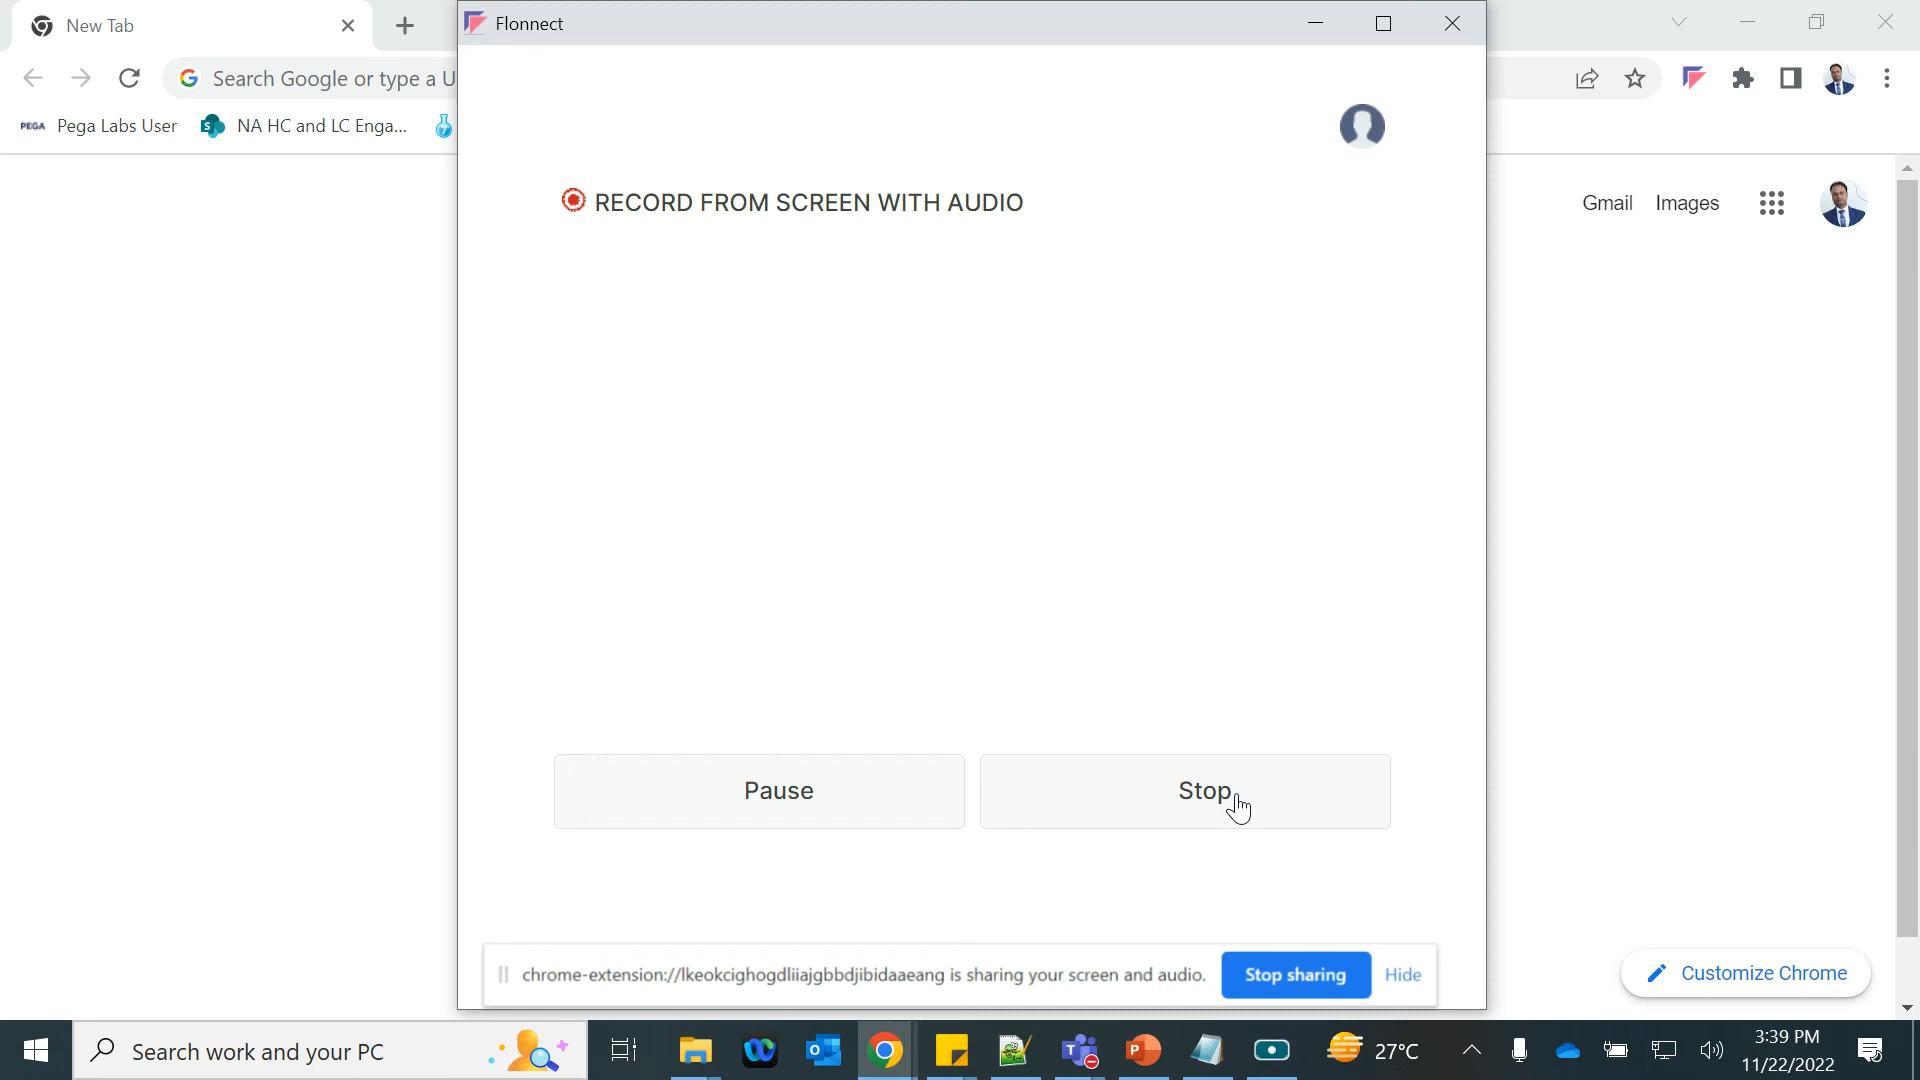 New Tab
Flonnect
Search Google or type a U
PEGA Pega Labs User
NA HC and LC Enga...
RECORD FROM SCREEN WITH AUDIO
Gmail Images
Pause
Stop
chrome-extension://lkeokcighogdliiajgbbdjibidaaeang is sharing your screen and audio.
Stop sharing
Hide
Customize Chrome
Search work and your PC
27°C
3:39 PM
11/22/2022